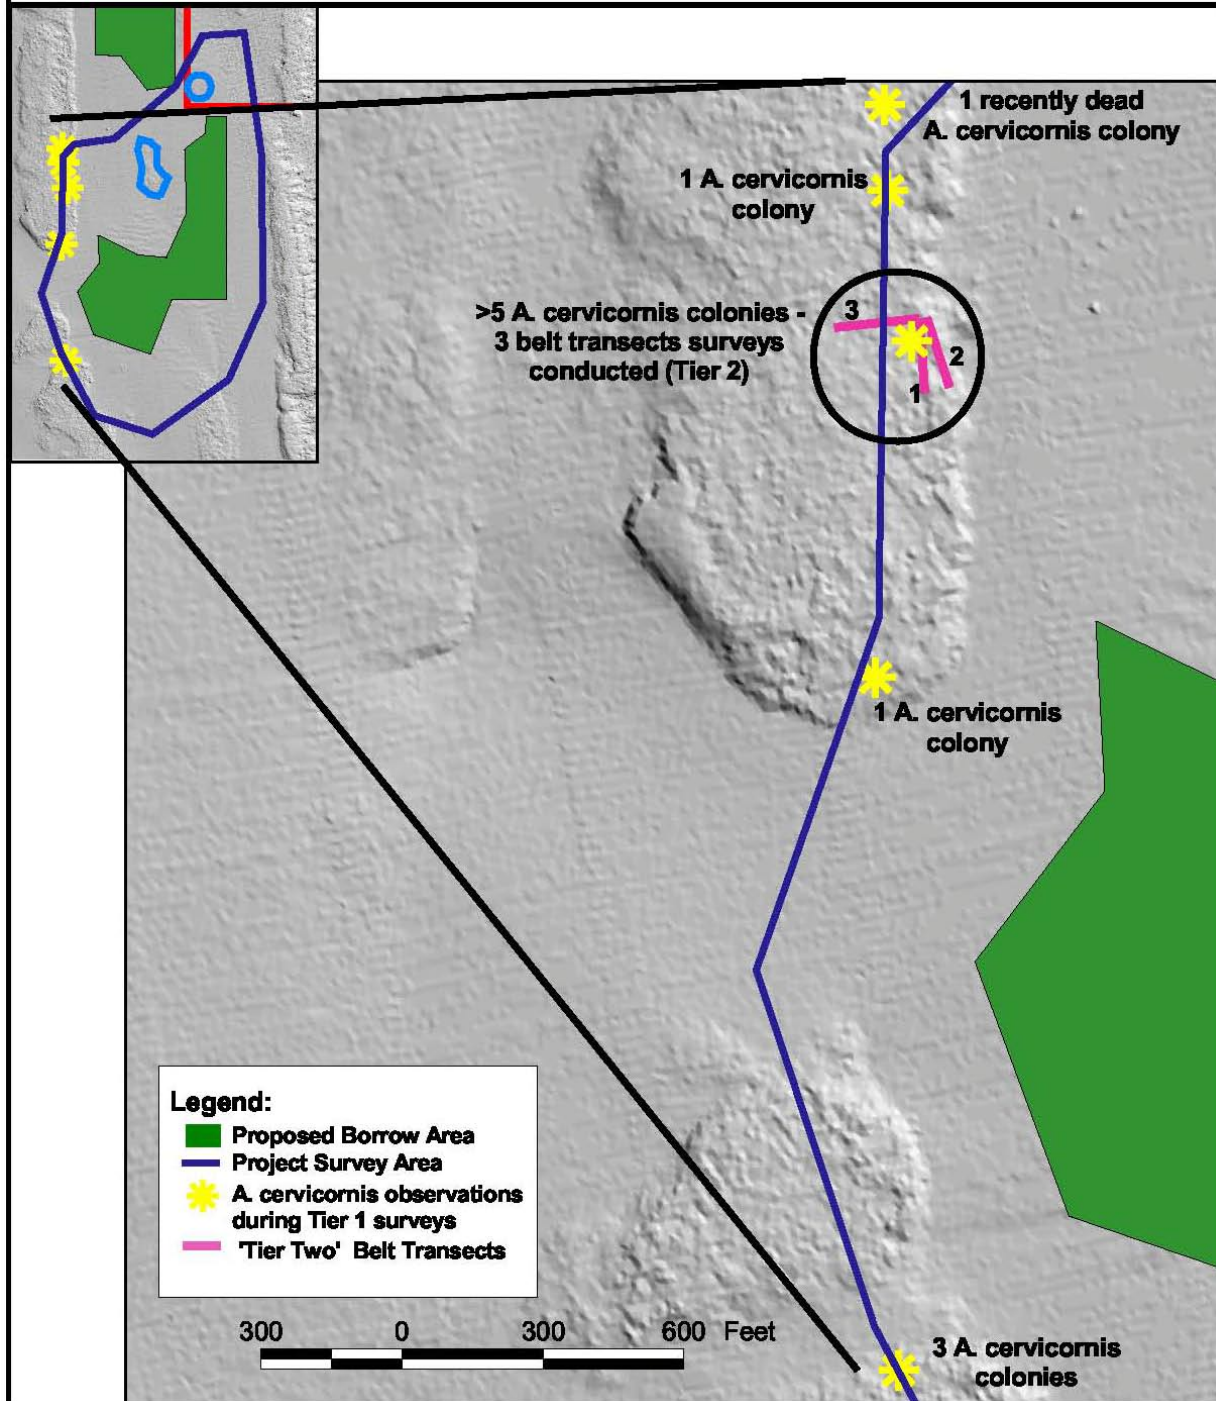 1 recently dead
A. cervicornis colony
1 A. cervicornis
colony
>5 A. cervicornis colonies -
3 belt transects surveys
conducted (Tier 2)
3
2
1
1 A. cervicornis
colony
Legend:
Proposed Borrow Area
Project Survey Area
A. cervicornis observations
during Tier 1 surveys
'Tier Two' Belt Transects
300 0 300 600 Feet
3 A. cervicornis
colonies